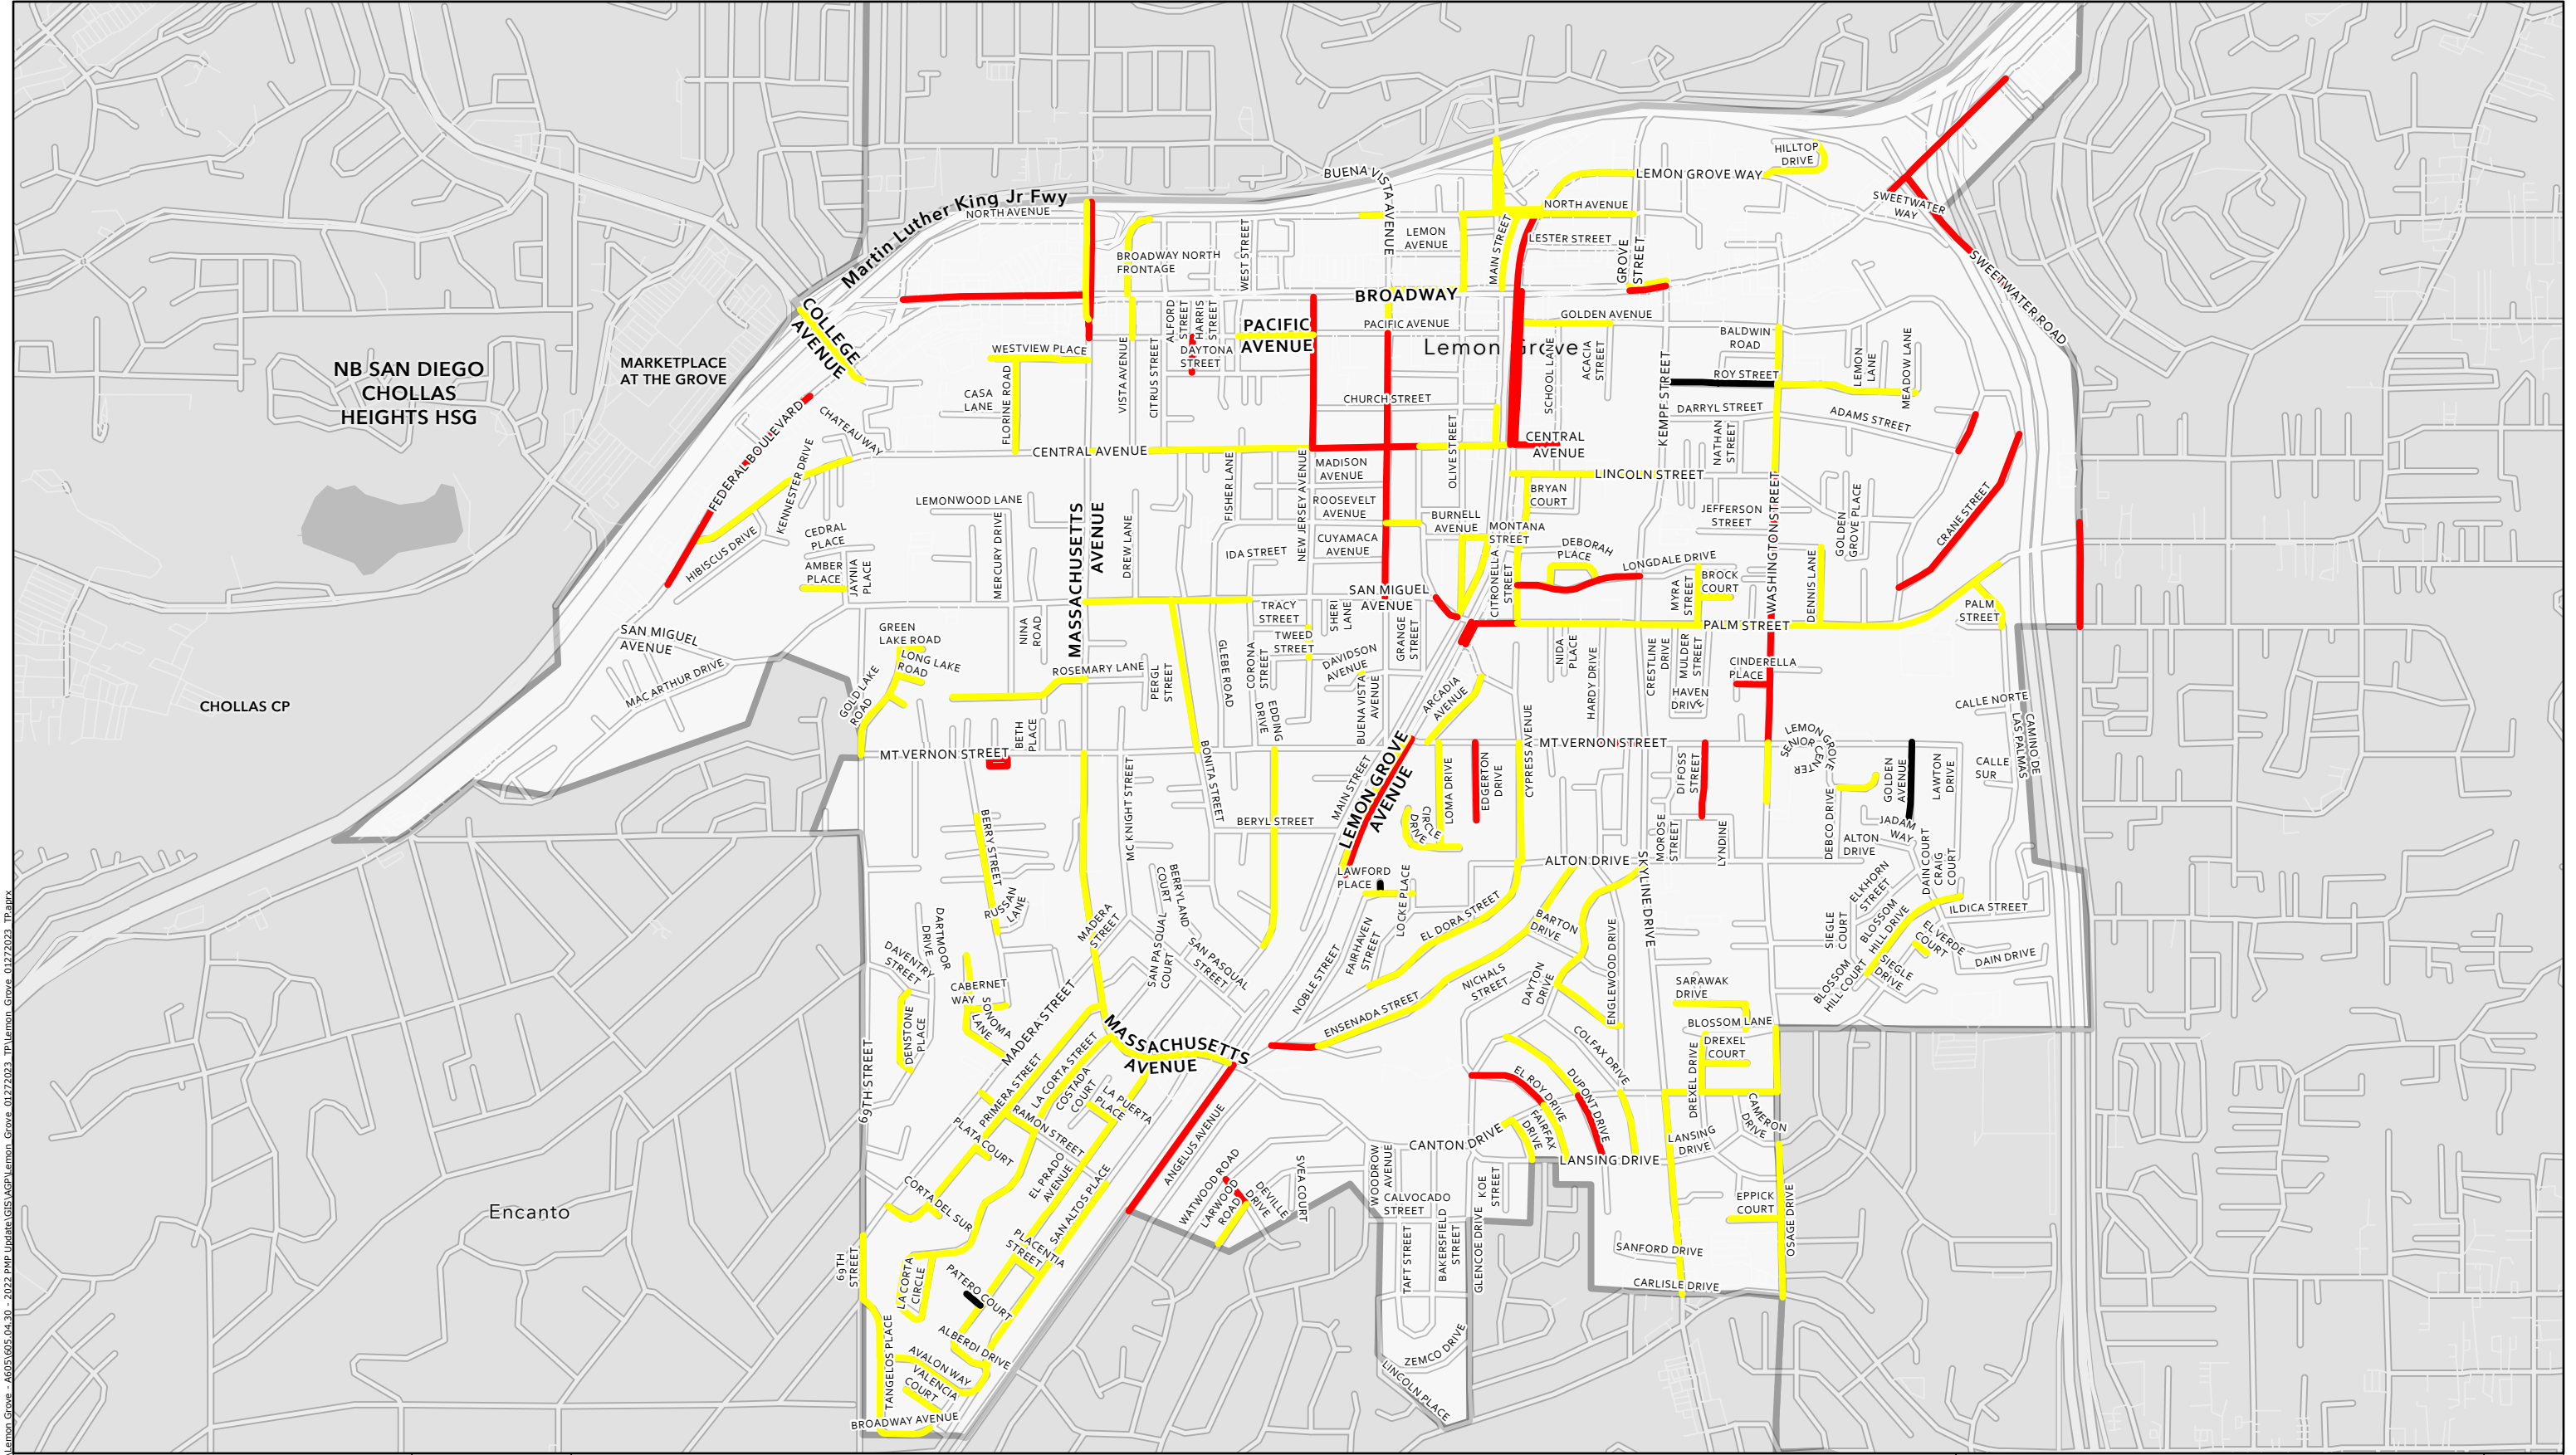 HILLTOP
DRIVE
BUENA VISTA AVENUE
LEMON GROVE WAY
Martin Luther King Jr Fwy
NORTH AVENUE
NORTH AVENUE
SWEETWATER
WAY
LEMON
AVENUE
MAIN STREET
LESTER STREET
GROVE
STREET
WEST STREET
BROADWAY NORTH
FRONTAGE
SWEETWATER ROAD
BROADWAY
COLLEGE
AVENUE
ALFORD
STREET
HARRIS
STREET
PACIFIC
AVENUE
PACIFIC AVENUE
GOLDEN AVENUE
BALDWIN
ROAD
Lemon Grove
WESTVIEW PLACE
DAYTONA
STREET
VISTA AVENUE
CITRUS STREET
SCHOOL LANE
ACACIA
STREET
KEMPF STREET
ROY STREET
LEMON
LANE
MEADOW LANE
NB SAN DIEGO
CHOLLAS
HEIGHTS HSG
MARKETPLACE
AT THE GROVE
CASA
LANE
FLORINE ROAD
CHURCH STREET
DARRYL STREET
ADAMS STREET
NATHAN
STREET
CHATEAU WAY
FEDERAL BOULEVARD
KENNESTER DRIVE
CENTRAL AVENUE
OLIVE STREET
CENTRAL
AVENUE
FISHER LANE
NEW JERSEY AVENUE
MADISON
AVENUE
LINCOLN STREET
BRYAN
COURT
LEMONWOOD LANE
MASSACHUSETTS
AVENUE
ROOSEVELT
AVENUE
BURNELL
AVENUE
MONTANA
STREET
JEFFERSON
STREET
WASHINGTON STREET
GOLDEN
GROVE PLACE
CRANE STREET
CEDRAL
PLACE
HIBISCUS DRIVE
MERCURY DRIVE
DREW LANE
IDA STREET
CUYAMACA
AVENUE
DEBORAH
PLACE
LONGDALE DRIVE
AMBER
PLACE
JAYNIA
PLACE
SAN MIGUEL
AVENUE
CITRONELLA
STREET
MYRA
STREET
BROCK
COURT
DENNIS LANE
TRACY
STREET
SHERI
LANE
PALM
STREET
PALM STREET
SAN MIGUEL
AVENUE
GREEN
LAKE ROAD
NINA
ROAD
TWEED
STREET
GRANGE
STREET
NIDA
PLACE
CRESTLINE
DRIVE
MULDER
STREET
LONG LAKE
ROAD
ROSEMARY LANE
PERGL
STREET
GLEBE ROAD
CORONA
STREET
DAVIDSON
AVENUE
HARDY DRIVE
CINDERELLA
PLACE
MAC ARTHUR DRIVE
GOLD LAKE
ROAD
ARCADIA
AVENUE
HAVEN
DRIVE
CALLE NORTE
CHOLLAS CP
EDDING
DRIVE
BUENA VISTA
AVENUE
CYPRESS AVENUE
BETH
PLACE
MT VERNON STREET
MT VERNON STREET
LEMON GROVE
SENIOR CENTER
CAMINO DE
LAS PALMAS
BONITA STREET
MC KNIGHT STREET
MAIN STREET
LEMON GROVE
AVENUE
LOMA DRIVE
EDGERTON
DRIVE
DIFOSS
STREET
GOLDEN
AVENUE
LAWTON
DRIVE
CALLE
SUR
BERRY STREET
BERYL STREET
CIRCLE
DRIVE
MOROSE
STREET
LYNDINE
DEBCO DRIVE
JADAM
WAY
ALTON
DRIVE
ALTON DRIVE
LAWFORD
PLACE
LOCKE PLACE
SKYLINE DRIVE
ELKHORN
STREET
DAIN COURT
CRAIG
COURT
RUSSAN
LANE
BERRYLAND
COURT
MADERA
STREET
EL DORA STREET
BARTON
DRIVE
ILDICA STREET
BLOSSOM
HILL DRIVE
SIEGLE
COURT
EL VERDE
COURT
DARTMOOR
DRIVE
DAVENTRY
STREET
SAN PASQUAL
COURT
SAN PASQUAL
STREET
FAIRHAVEN
STREET
NOBLE STREET
ENGLEWOOD DRIVE
DAIN DRIVE
SIEGLE
DRIVE
BLOSSOM
HILL COURT
CABERNET
WAY
SONOMA
LANE
NICHALS
STREET
DAYTON
DRIVE
SARAWAK
DRIVE
DENSTONE
PLACE
MADERA STREET
ENSENADA STREET
BLOSSOM LANE
MASSACHUSETTS
AVENUE
DREXEL
COURT
COLFAX DRIVE
DREXEL DRIVE
69TH STREET
PRIMERA STREET
LA CORTA STREET
COSTADA
COURT
LA PUERTA
PLACE
EL ROY DRIVE
DUPONT DRIVE
FAIRFAX
DRIVE
CAMERON
DRIVE
RAMON STREET
PLATA COURT
CANTON DRIVE
LANSING
DRIVE
LANSING DRIVE
ANGELUS AVENUE
EL PRADO
AVENUE
SAN ALTOS PLACE
WATWOOD ROAD
LARWOOD
ROAD
DEVILLE
DRIVE
SVEA COURT
WOODROW
AVENUE
KOE
STREET
CALVOCADO
STREET
EPPICK
COURT
OSAGE DRIVE
Encanto
CORTA DEL SUR
PLACENTIA
STREET
69TH
STREET
TAFT STREET
BAKERSFIELD
STREET
GLENCOE DRIVE
SANFORD DRIVE
CARLISLE DRIVE
LA CORTA
CIRCLE
PATERO COURT
ALBERDI DRIVE
AVALON WAY
VALENCIA
COURT
TANGELOS PLACE
ZEMCO DRIVE
LINCOLN PLACE
BROADWAY AVENUE